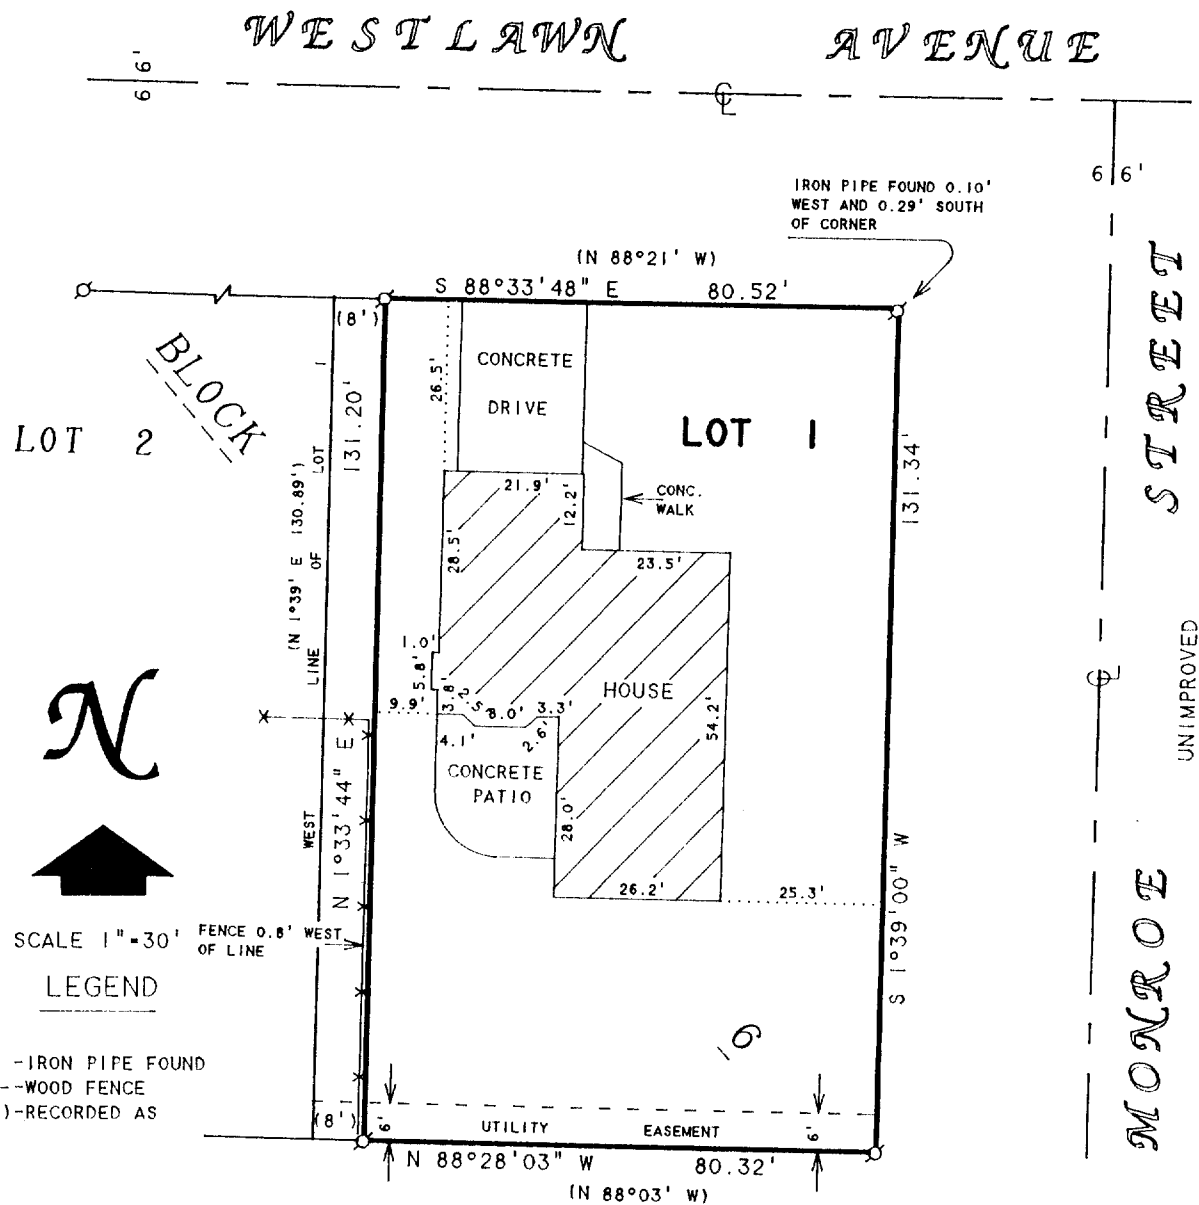 WESTLAWN AVENUE
6 6'
℄
6 6'
IRON PIPE FOUND 0.10'
WEST AND 0.29' SOUTH
OF CORNER
(N 88°21' W)
S 88°33'48" E 80.52'
(8')
BLOCK
LOT 2
26.5'
CONCRETE
DRIVE
LOT 1
131.20'
131.34'
(N 1°39' E 130.89')
WEST LINE OF LOT 1
21.9'
12.2'
CONC.
WALK
28.5'
23.5'
1.0'
5.8'
3.8'
9.9'
2.5'
8.0'
3.3'
2.6'
4.1'
HOUSE
54.2'
CONCRETE
PATIO
28.0'
26.2'
25.3'
N 1°33'44" E
S 1°39'00" W
N
SCALE 1"=30'
FENCE 0.8' WEST
OF LINE
LEGEND
-IRON PIPE FOUND
--WOOD FENCE
)-RECORDED AS
6
(8')
6'
UTILITY EASEMENT
6'
N 88°28'03" W 80.32'
(N 88°03' W)
MONROE STREET
℄
UNIMPROVED